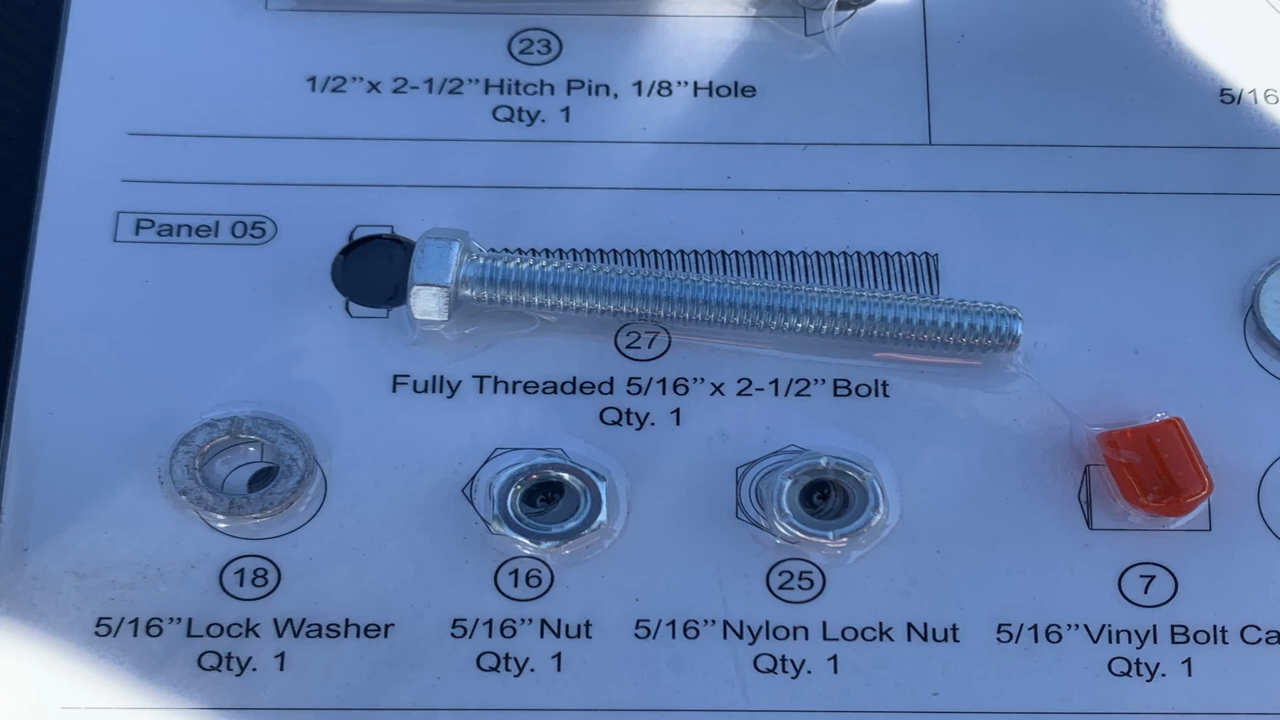 23
1/2”x 2-1/2”Hitch Pin, 1/8”Hole
Qty. 1
5/16
Panel 05
27
Fully Threaded 5/16”x 2-1/2”Bolt
Qty. 1
18
5/16”Lock Washer
Qty. 1
16
5/16”Nut
Qty. 1
25
5/16”Nylon Lock Nut
Qty. 1
7
5/16”Vinyl Bolt Ca
Qty. 1